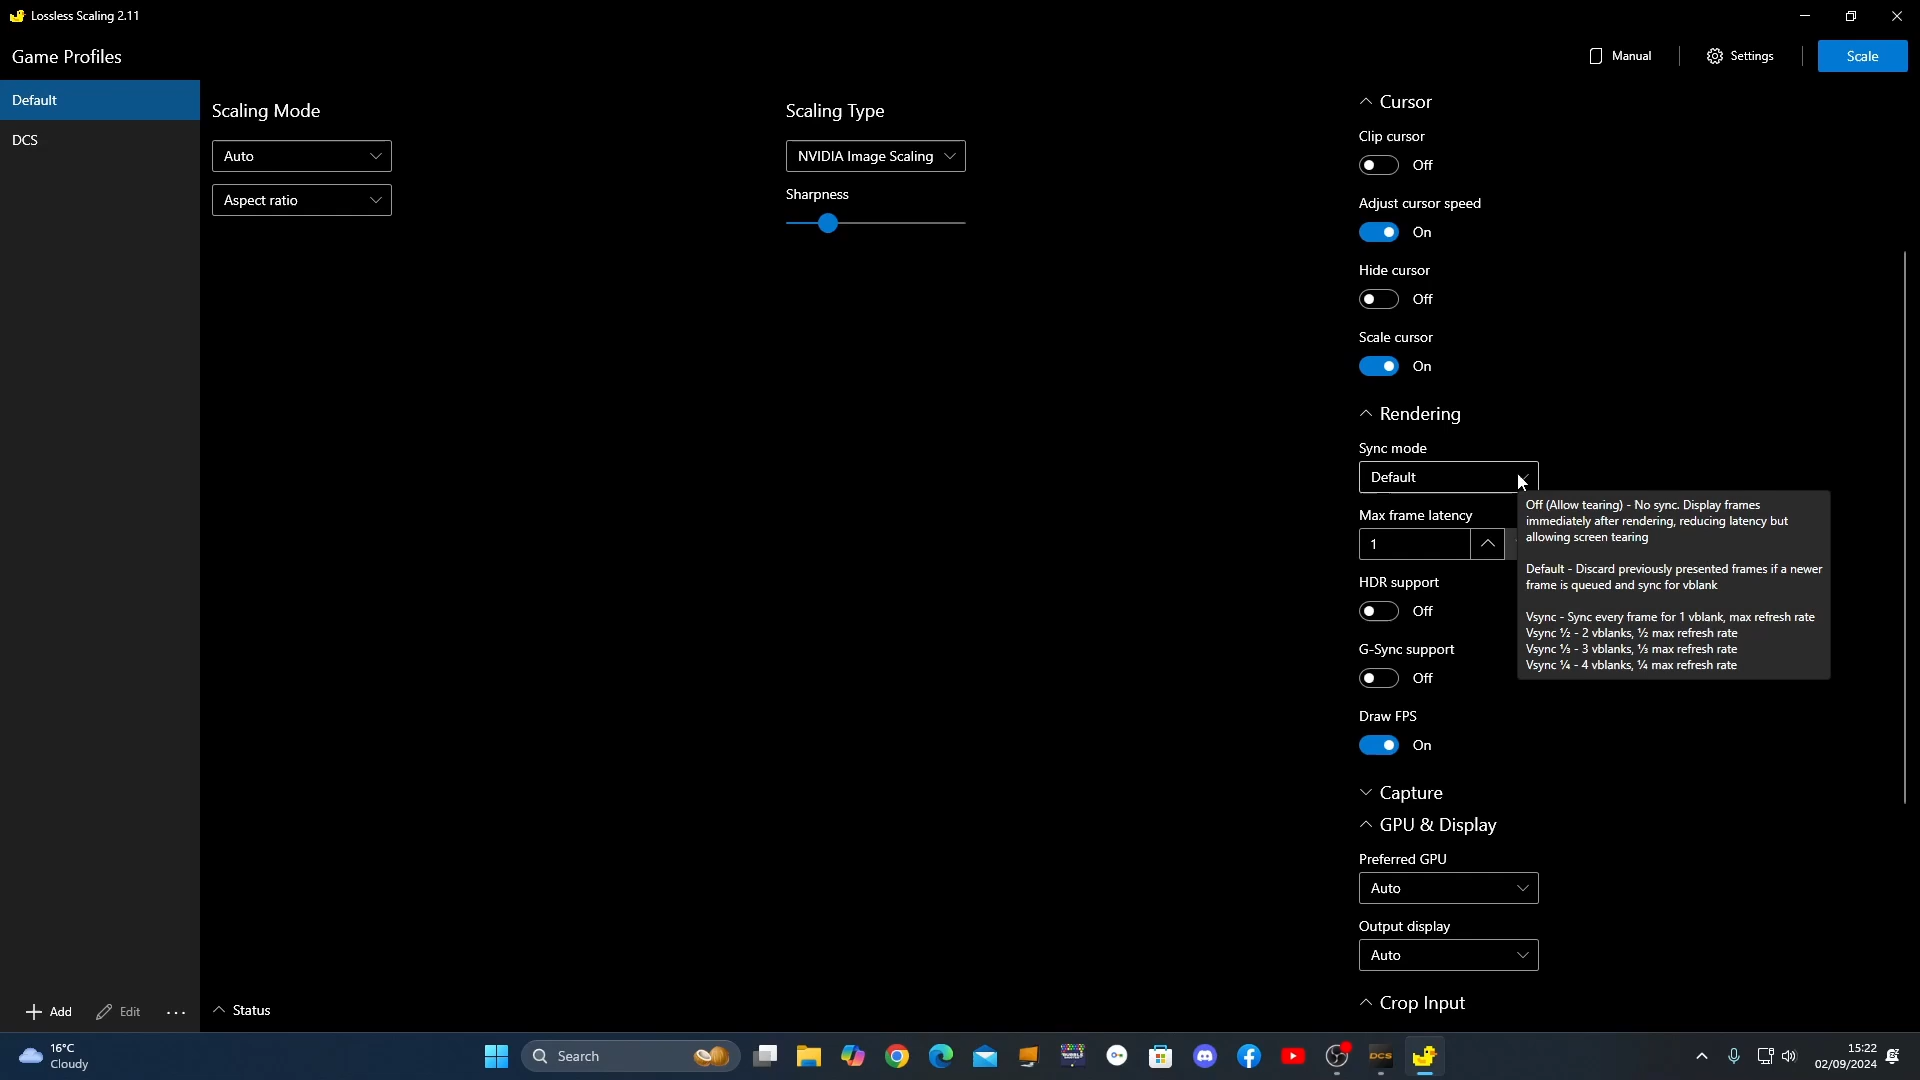 Lossless Scaling 2.11
Game Profiles
Manual
Settings
Scale
Default
DCS
Scaling Mode
Auto
Aspect ratio
Scaling Type
NVIDIA Image Scaling
Sharpness
Cursor
Clip cursor
Off
Adjust cursor speed
On
Hide cursor
Off
Scale cursor
On
Rendering
Sync mode
Default
Max frame latency
1
HDR support
Off
G-Sync support
Off
Draw FPS
On
Off (Allow tearing) - No sync. Display frames
immediately after rendering, reducing latency but
allowing screen tearing
Default - Discard previously presented frames if a newer
frame is queued and sync for vblank
Vsync - Sync every frame for 1 vblank, max refresh rate
Vsync ½ - 2 vblanks, ½ max refresh rate
Vsync ⅓ - 3 vblanks, ⅓ max refresh rate
Vsync ¼ - 4 vblanks, ¼ max refresh rate
Capture
GPU & Display
Preferred GPU
Auto
Output display
Auto
Crop Input
Add
Edit
Status
16°C
Cloudy
Search
DCS
15:22
02/09/2024